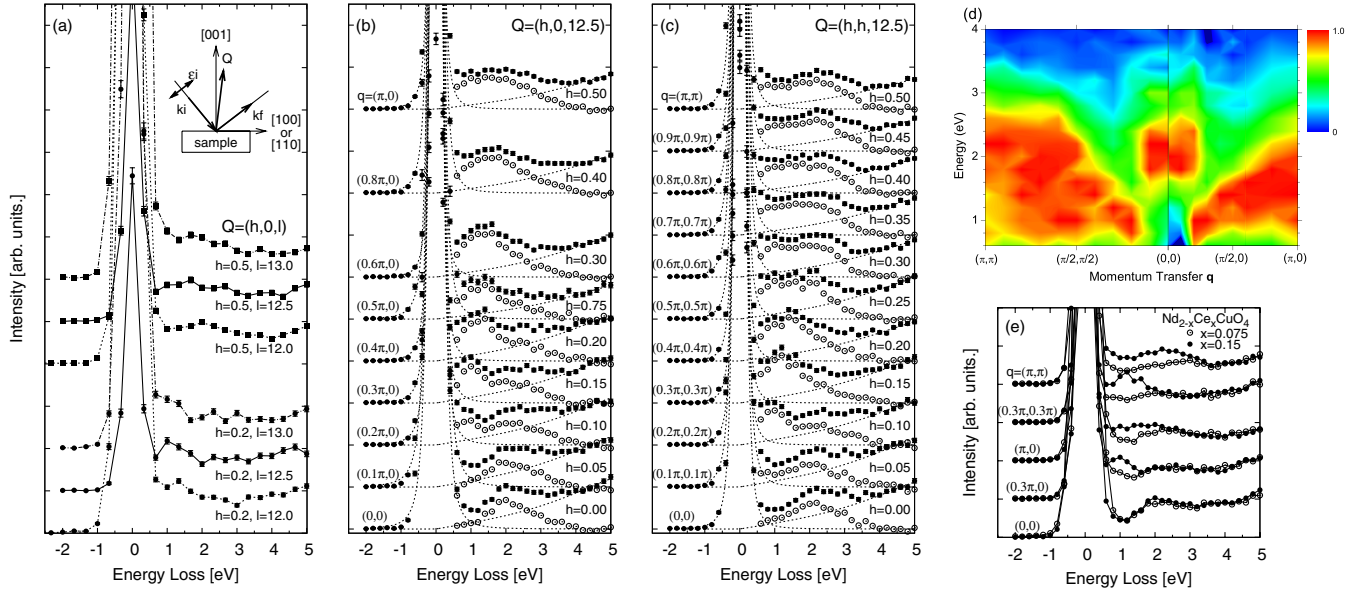 (a)
[001]
Q
εi
ki
kf
[100]
or
[110]
sample
Q=(h,0,l)
h=0.5, l=13.0
h=0.5, l=12.5
h=0.5, l=12.0
h=0.2, l=13.0
h=0.2, l=12.5
h=0.2, l=12.0
Intensity [arb. units.]
-2 -1 0 1 2 3 4 5
Energy Loss [eV]
(b)
Q=(h,0,12.5)
q=(π,0)
h=0.50
(0.8π,0)
h=0.40
(0.6π,0)
h=0.30
(0.5π,0)
h=0.75
(0.4π,0)
h=0.20
(0.3π,0)
h=0.15
(0.2π,0)
h=0.10
(0.1π,0)
h=0.05
(0,0)
h=0.00
Intensity [arb. units.]
-2 -1 0 1 2 3 4 5
Energy Loss [eV]
(c)
Q=(h,h,12.5)
q=(π,π)
h=0.50
(0.9π,0.9π)
h=0.45
(0.8π,0.8π)
h=0.40
(0.7π,0.7π)
h=0.35
(0.6π,0.6π)
h=0.30
(0.5π,0.5π)
h=0.25
(0.4π,0.4π)
h=0.20
(0.3π,0.3π)
h=0.15
(0.2π,0.2π)
h=0.10
(0.1π,0.1π)
h=0.05
(0,0)
h=0.00
Intensity [arb. units.]
-2 -1 0 1 2 3 4 5
Energy Loss [eV]
(d)
4
3
2
1
Energy (eV)
1.0
0
(π,π) (π/2,π/2) (0,0) (π/2,0) (π,0)
Momentum Transfer q
(e)
Nd2-xCexCuO4
x=0.075
x=0.15
q=(π,π)
(0.3π,0.3π)
(π,0)
(0.3π,0)
(0,0)
Intensity [arb. units.]
-2 -1 0 1 2 3 4 5
Energy Loss [eV]